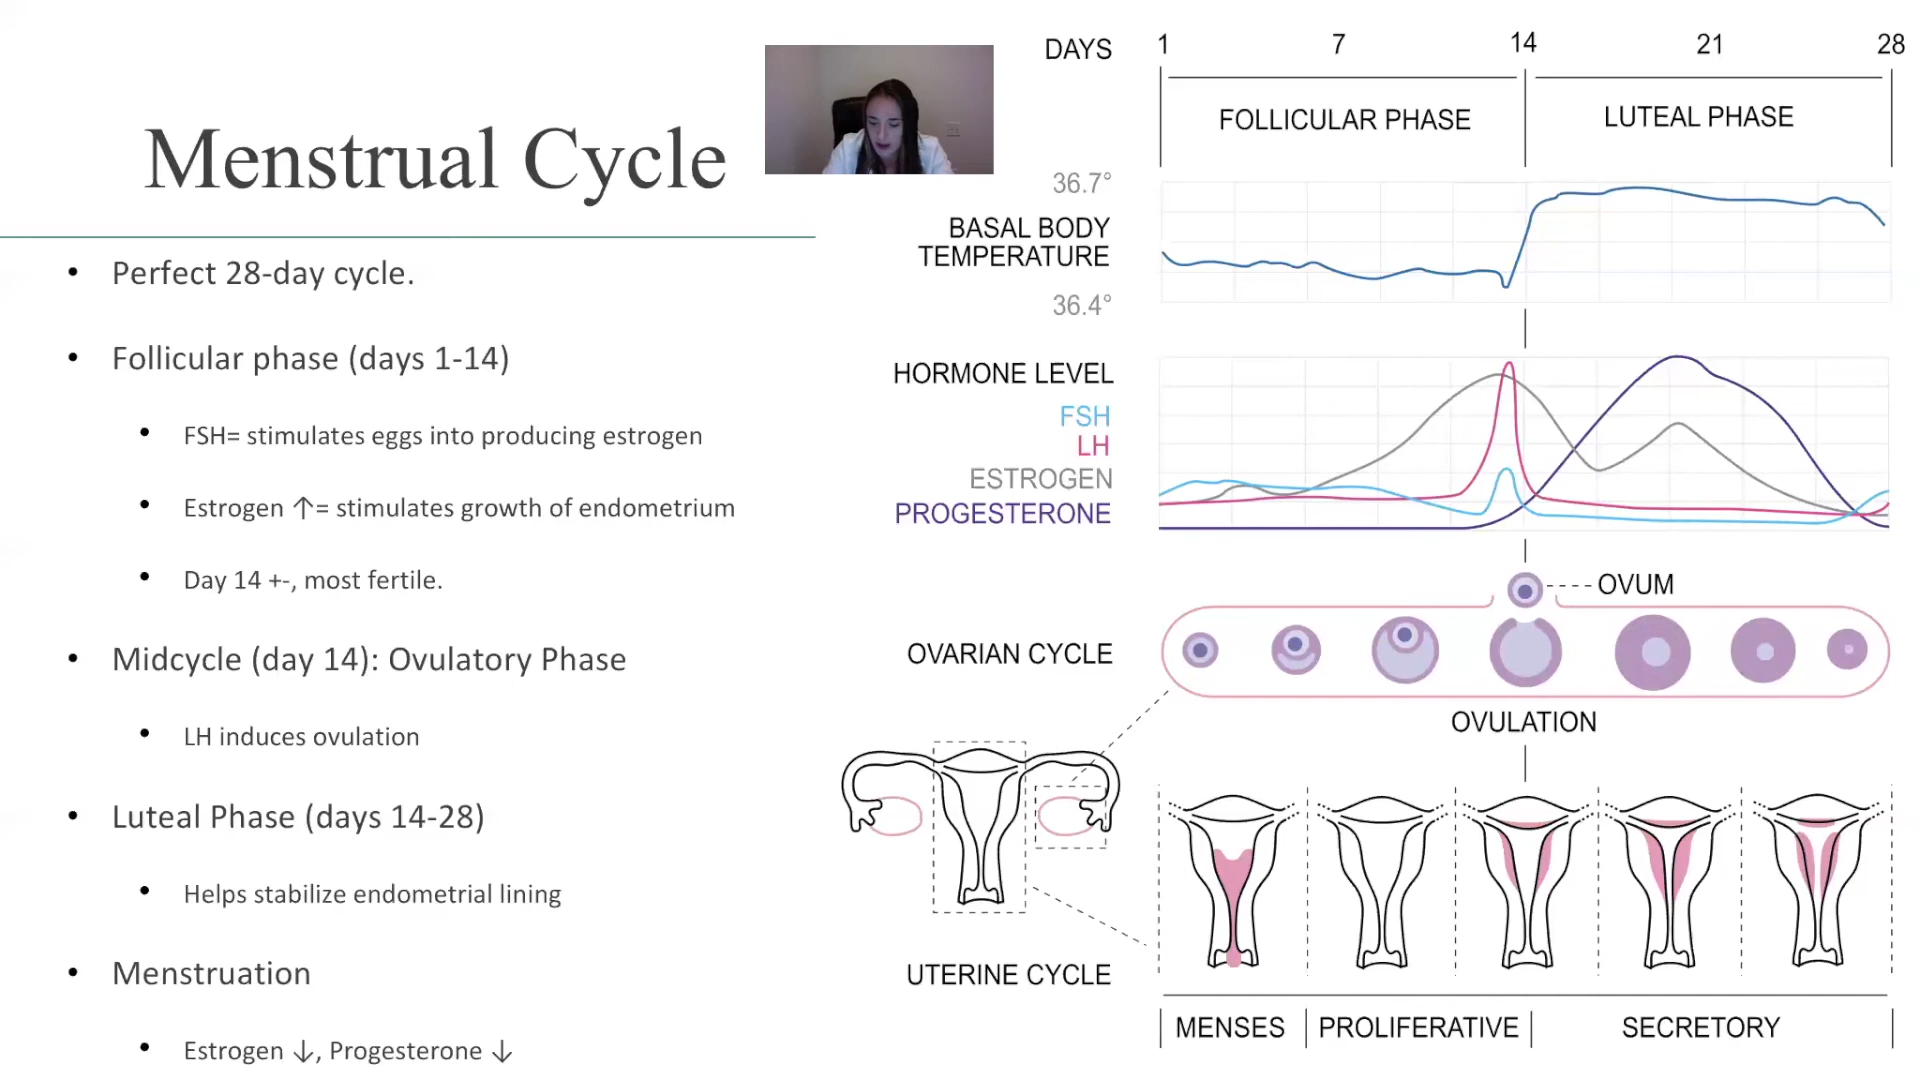 Menstrual Cycle
• Perfect 28-day cycle.
• Follicular phase (days 1-14)
• FSH= stimulates eggs into producing estrogen
• Estrogen ↑= stimulates growth of endometrium
• Day 14 +-, most fertile.
• Midcycle (day 14): Ovulatory Phase
• LH induces ovulation
• Luteal Phase (days 14-28)
• Helps stabilize endometrial lining
• Menstruation
• Estrogen ↓, Progesterone ↓
DAYS 1 7 14 21 28
FOLLICULAR PHASE LUTEAL PHASE
36.7°
BASAL BODY
TEMPERATURE
36.4°
HORMONE LEVEL
FSH
LH
ESTROGEN
PROGESTERONE
OVUM
OVARIAN CYCLE
OVULATION
UTERINE CYCLE
MENSES PROLIFERATIVE SECRETORY